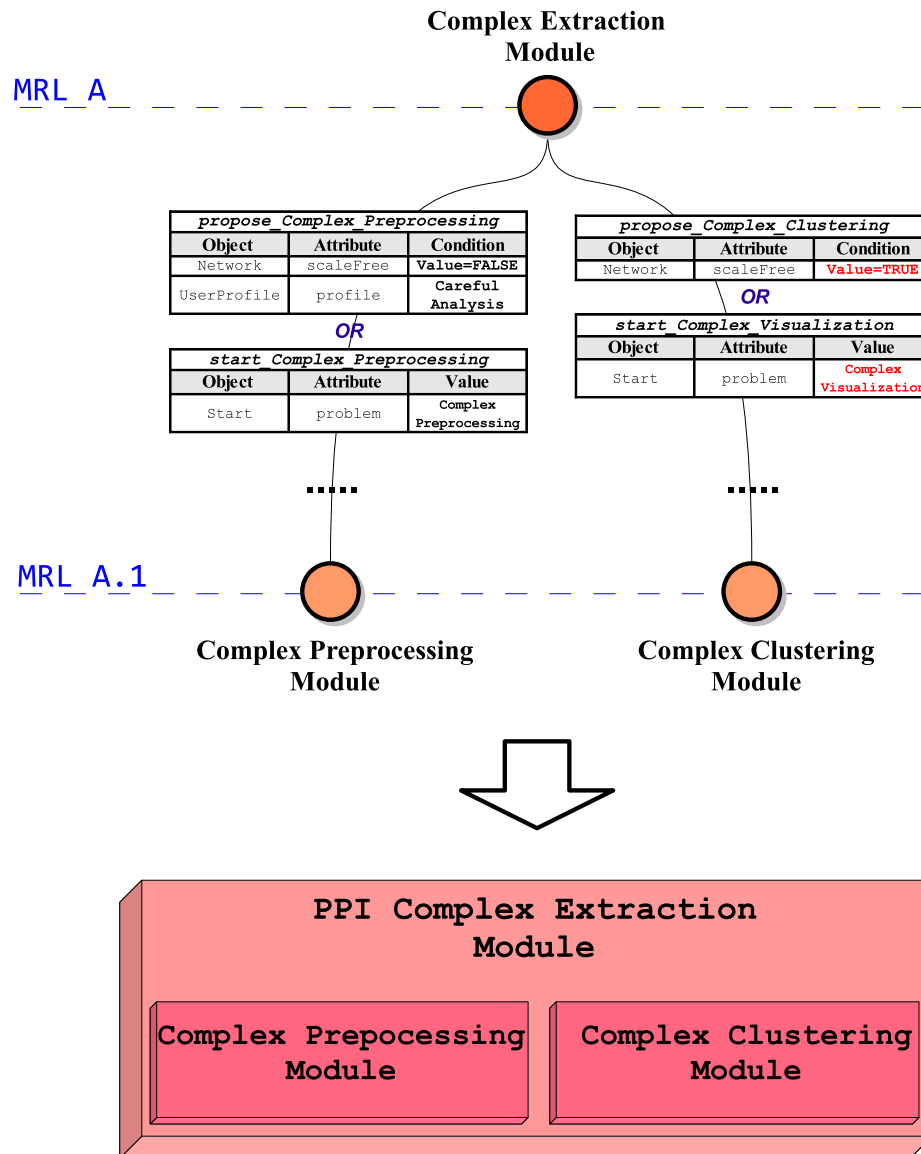 Complex Extraction
Module
MRL A
propose_Complex_Preprocessing
Object Attribute Condition
Network scaleFree Value=FALSE
UserProfile profile Careful
Analysis
OR
start_Complex_Preprocessing
Object Attribute Value
Start problem Complex
Preprocessing
propose_Complex_Clustering
Object Attribute Condition
Network scaleFree Value=TRUE
OR
start_Complex_Visualization
Object Attribute Value
Start problem Complex
Visualization
MRL A.1
Complex Preprocessing
Module
Complex Clustering
Module
PPI Complex Extraction
Module
Complex Prepocessing
Module
Complex Clustering
Module